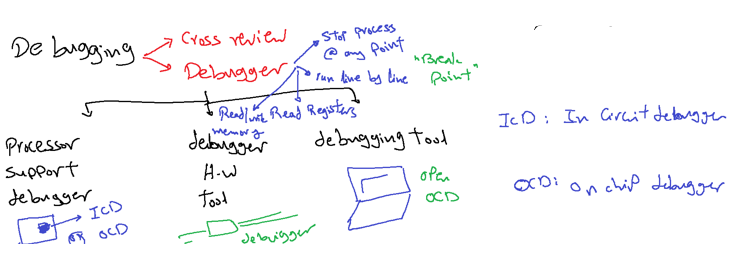 Debugging
Cross review
Debugger
Stop process
@ any point
run line by line
"Break
Point"
Read/write
memory
Read Registers
Processor
support
debugger
debugger
H-W
Tool
debugging tool
ICD
OR OCD
debugger
open
OCD
ICD: In Circuit debugger
OCD: on chip debugger